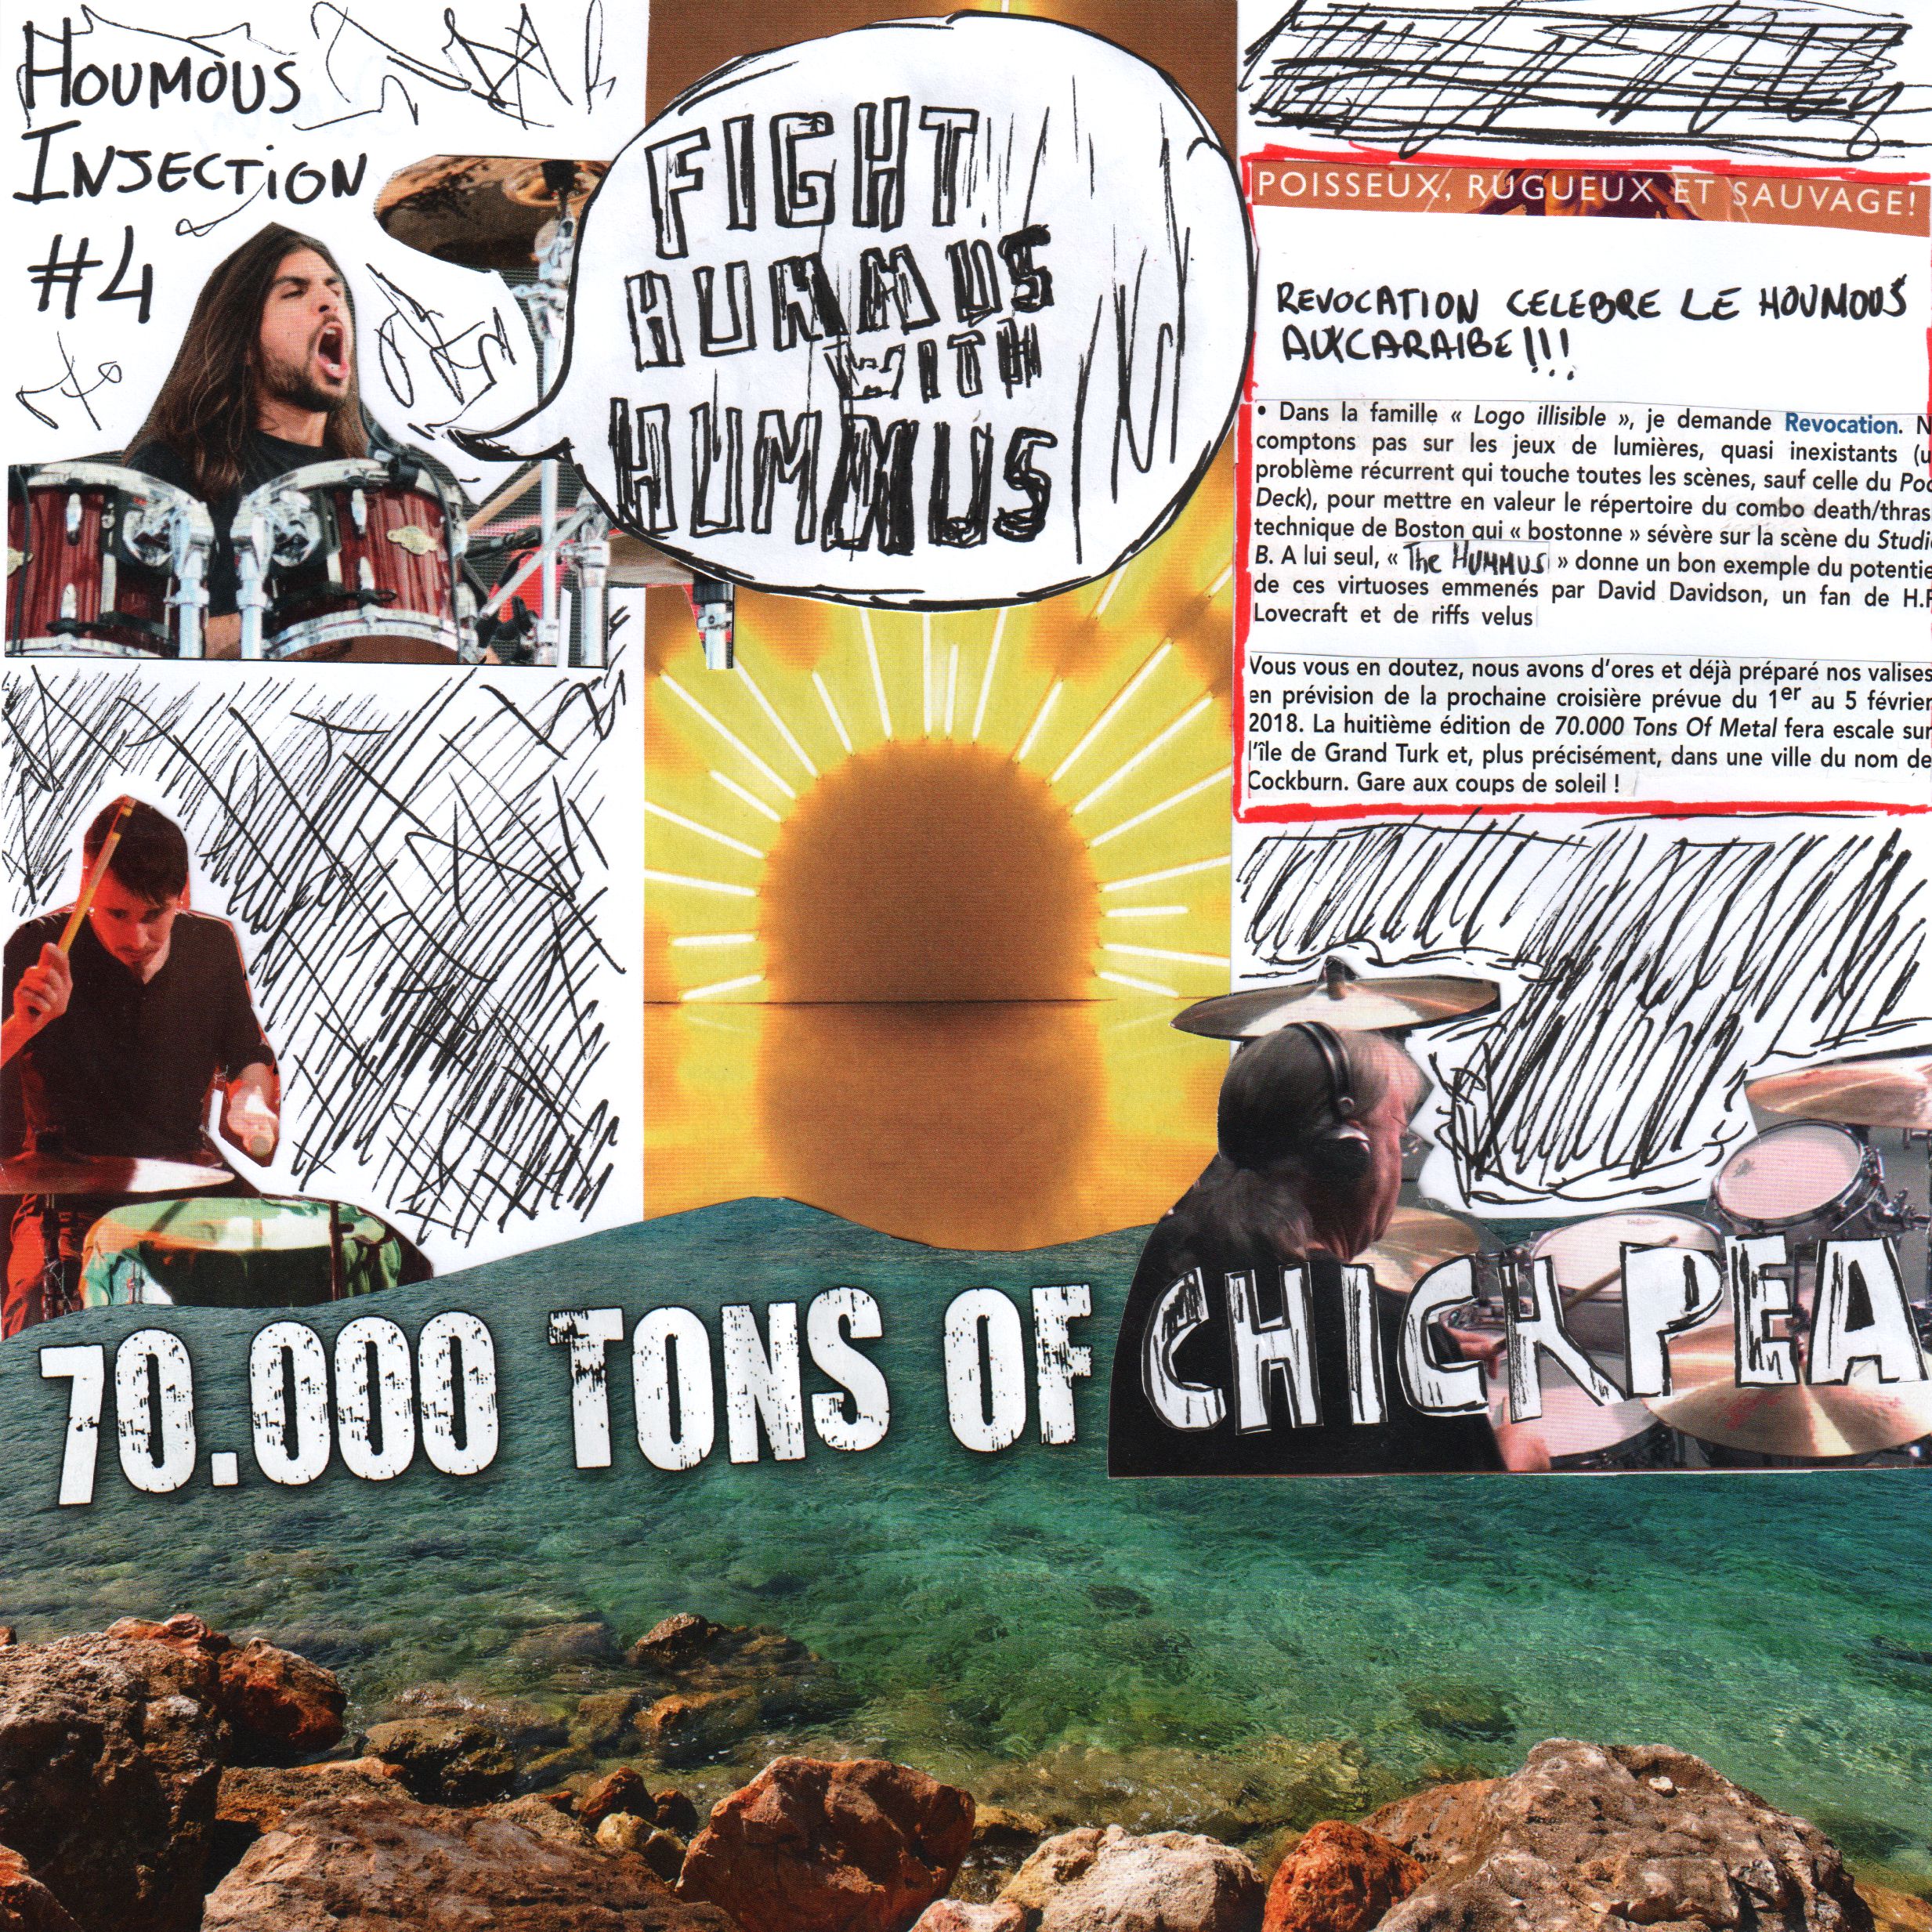 HOUMOUS
INJECTION
#4
FIGHT
HUMMUS
WITH
HUMMUS
POISSEUX, RUGUEUX ET SAUVAGE!
REVOCATION CELEBRE LE HOUMOUS
AUX CARAIBE!!!
• Dans la famille « Logo illisible », je demande Revocation. N
comptons pas sur les jeux de lumières, quasi inexistants (u
problème récurrent qui touche toutes les scènes, sauf celle du Poo
Deck), pour mettre en valeur le répertoire du combo death/thras
technique de Boston qui « bostonne » sévère sur la scène du Studi
B. A lui seul, « The HUMMUS » donne un bon exemple du potentie
de ces virtuoses emmenés par David Davidson, un fan de H.P
Lovecraft et de riffs velus
Vous vous en doutez, nous avons d'ores et déjà préparé nos valises
en prévision de la prochaine croisière prévue du 1er au 5 février
2018. La huitième édition de 70.000 Tons Of Metal fera escale sur
l'île de Grand Turk et, plus précisément, dans une ville du nom de
Cockburn. Gare aux coups de soleil !
70.000 TONS OF CHICKPEA